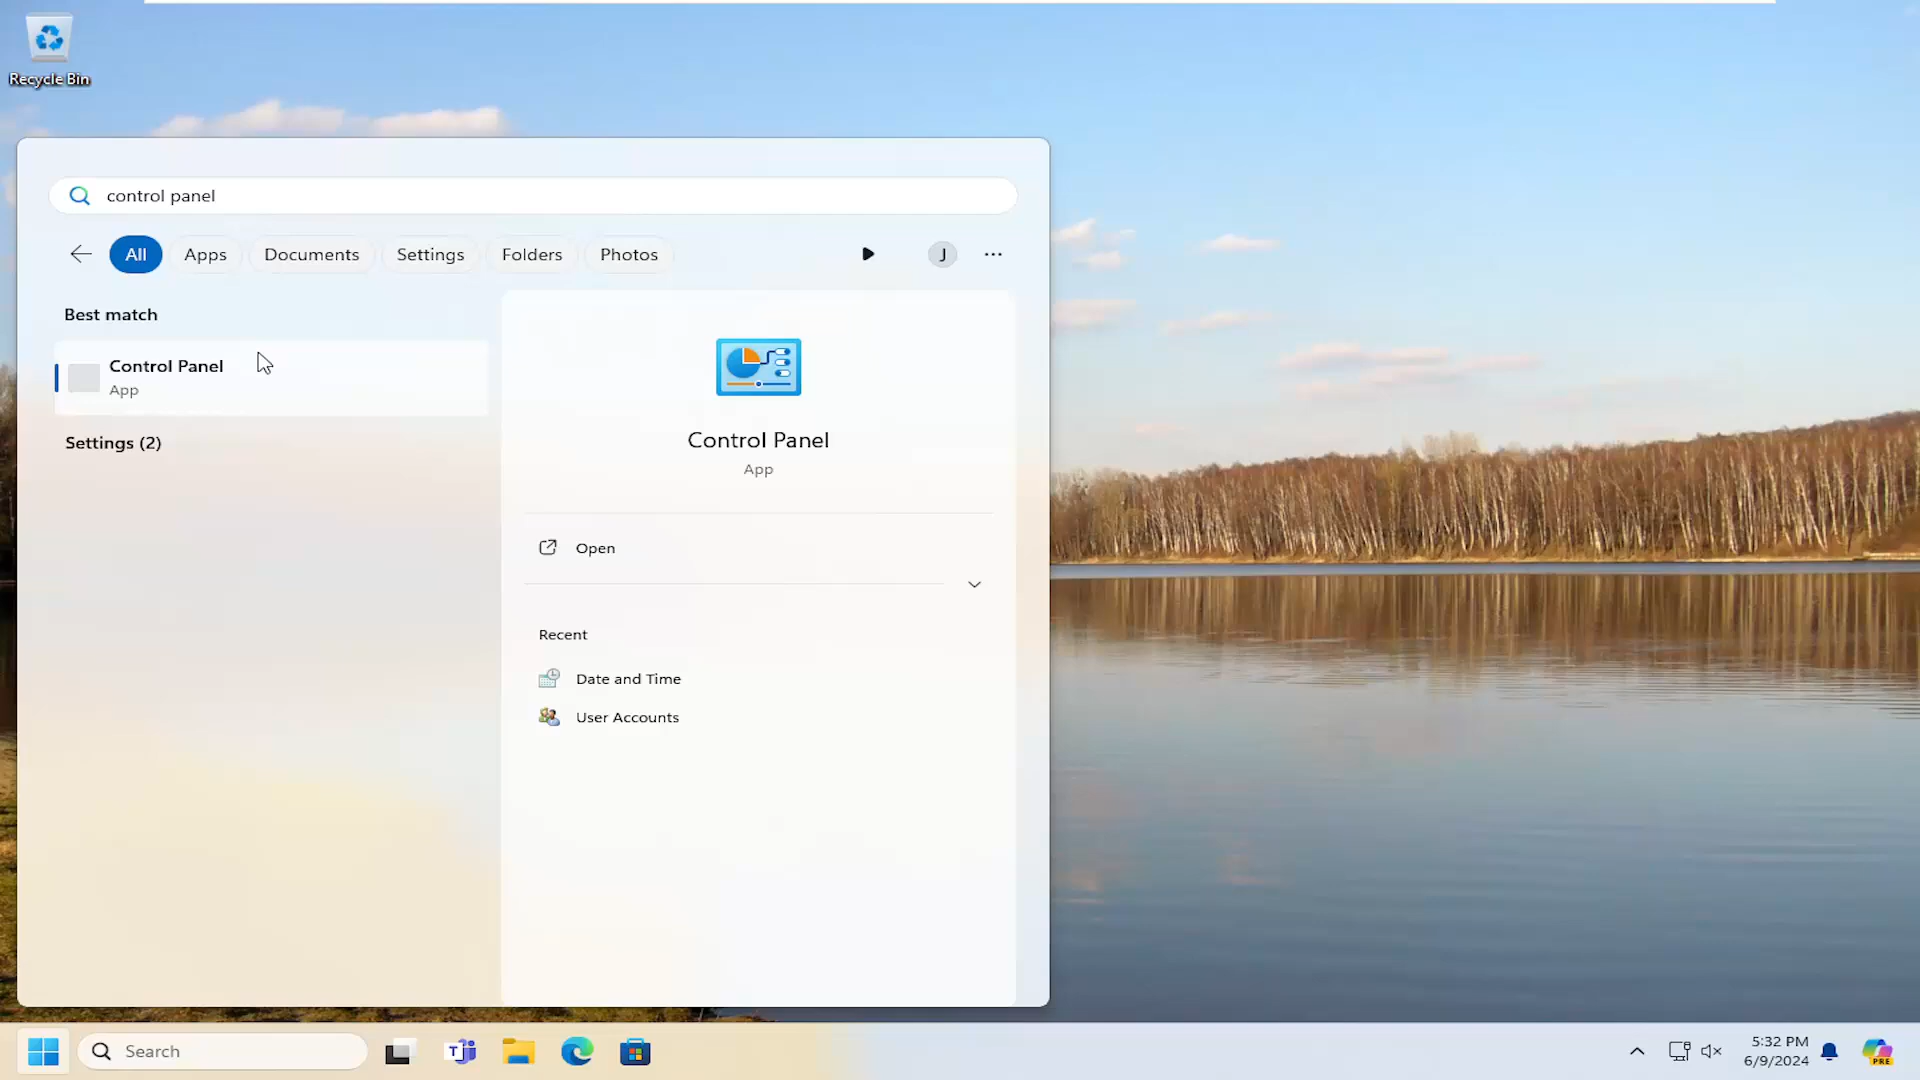 Recycle Bin
control panel
All
Apps
Documents
Settings
Folders
Photos
J
Best match
Control Panel
App
Settings (2)
Control Panel
App
Open
Recent
Date and Time
User Accounts
Search
T
5:32 PM
6/9/2024
PRE